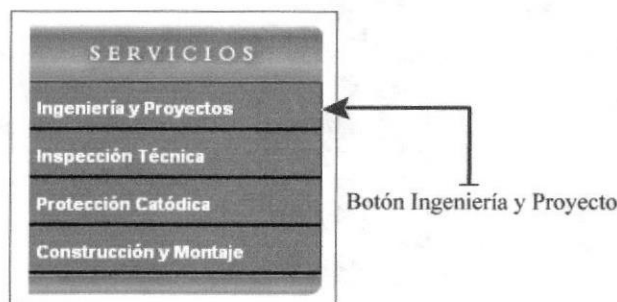 SERVICIOS
Ingeniería y Proyectos
Inspección Técnica
Protección Catódica
Botón Ingeniería y Proyecto
Construcción y Montaje